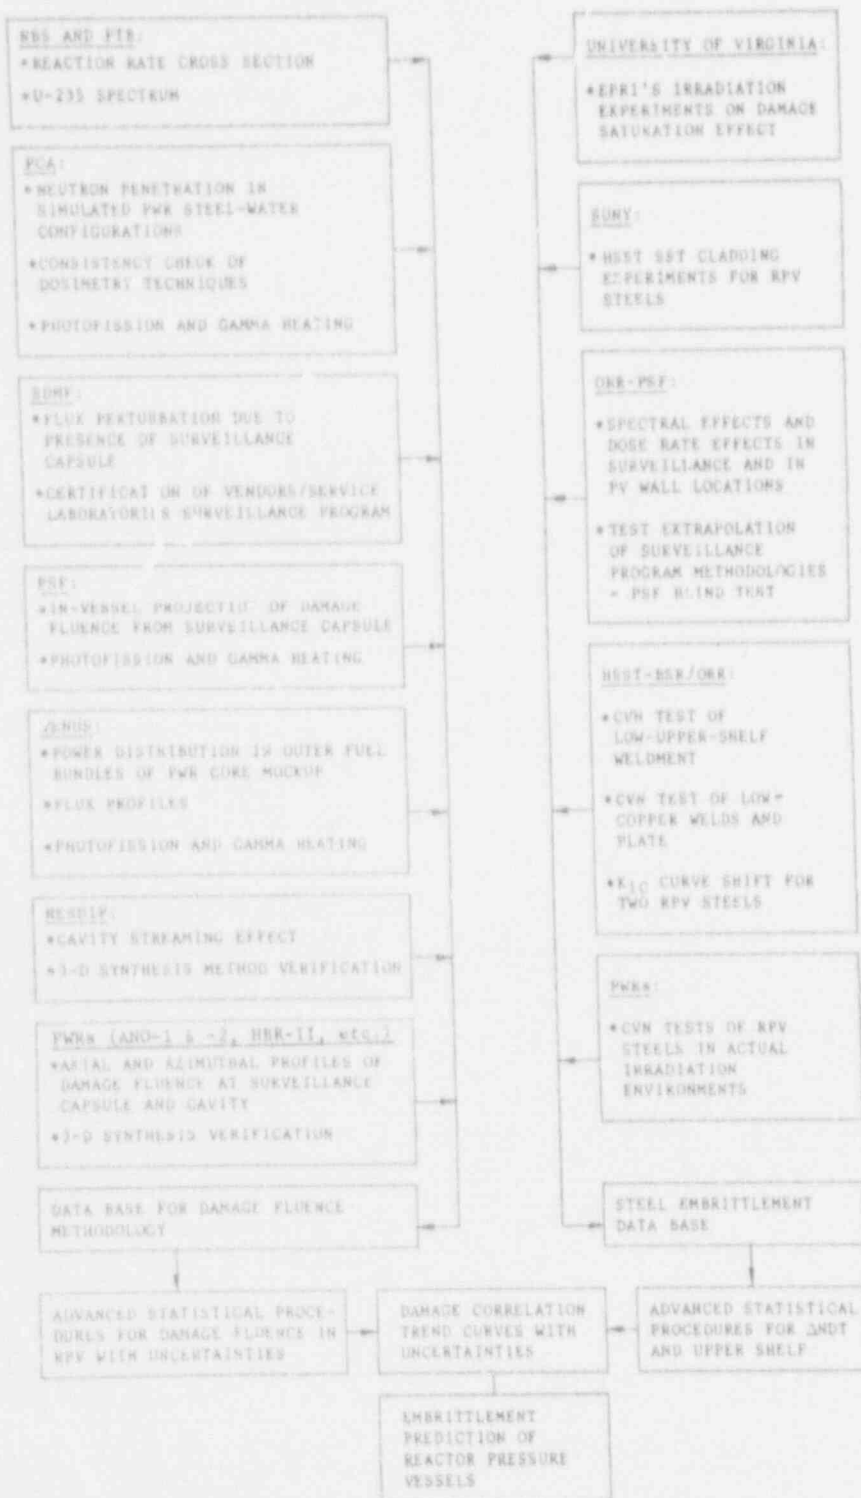 NBS AND PTB:
*REACTION RATE CROSS SECTION
*U-235 SPECTRUM
PCA:
*NEUTRON PENETRATION IN
SIMULATED PWR STEEL-WATER
CONFIGURATIONS
*CONSISTENCY CHECK OF
DOSIMETRY TECHNIQUES
*PHOTOFISSION AND GAMMA HEATING
SDMF:
*FLUX PERTURBATION DUE TO
PRESENCE OF SURVEILLANCE
CAPSULE
*CERTIFICAT OR OF VENDORS/SERVICE
LABORATORIES SURVEILLANCE PROGRAM
PSF:
*IN-VESSEL PROJECTIO OF DAMAGE
FLUENCE FROM SURVEILLANCE CAPSULE
*PHOTOFISSION AND GAMMA HEATING
VENUS:
*POWER DISTRIBUTION IN OUTER FUEL
BUNDLES OF PWR CORE MOCKUP
*FLUX PROFILES
*PHOTOFISSION AND GAMMA HEATING
NESDIP:
*CAVITY STREAMING EFFECT
*3-D SYNTHESIS METHOD VERIFICATION
PWRs (ANO-1 & -2, HBR-II, etc.)
*AXIAL AND AZIMUTHAL PROFILES OF
DAMAGE FLUENCE AT SURVEILLANCE
CAPSULE AND CAVITY
*3-D SYNTHESIS VERIFICATION
DATA BASE FOR DAMAGE FLUENCE
METHODOLOGY
ADVANCED STATISTICAL PROCE-
DURES FOR DAMAGE FLUENCE IN
RPV WITH UNCERTAINTIES
UNIVERSITY OF VIRGINIA:
*EPRI'S IRRADIATION
EXPERIMENTS ON DAMAGE
SATURATION EFFECT
SUNY:
*HSST SST CLADDING
EXPERIMENTS FOR RPV
STEELS
ORR-PSF:
*SPECTRAL EFFECTS AND
DOSE RATE EFFECTS IN
SURVEILLANCE AND IN
PV WALL LOCATIONS
*TEST EXTRAPOLATION
OF SURVEILLANCE
PROGRAM METHODOLOGIES
- PSF BLIND TEST
HSST-BSR/ORR:
*CVN TEST OF
LOW-UPPER-SHELF
WELDMENT
*CVN TEST OF LOW-
COPPER WELDS AND
PLATE
*K1C CURVE SHIFT FOR
TWO RPV STEELS
PWRs:
*CVN TESTS OF RPV
STEELS IN ACTUAL
IRRADIATION
ENVIRONMENTS
STEEL EMBRITTLEMENT
DATA BASE
ADVANCED STATISTICAL
PROCEDURES FOR ΔNDT
AND UPPER SHELF
DAMAGE CORRELATION
TREND CURVES WITH
UNCERTAINTIES
EMBRITTLEMENT
PREDICTION OF
REACTOR PRESSURE
VESSELS